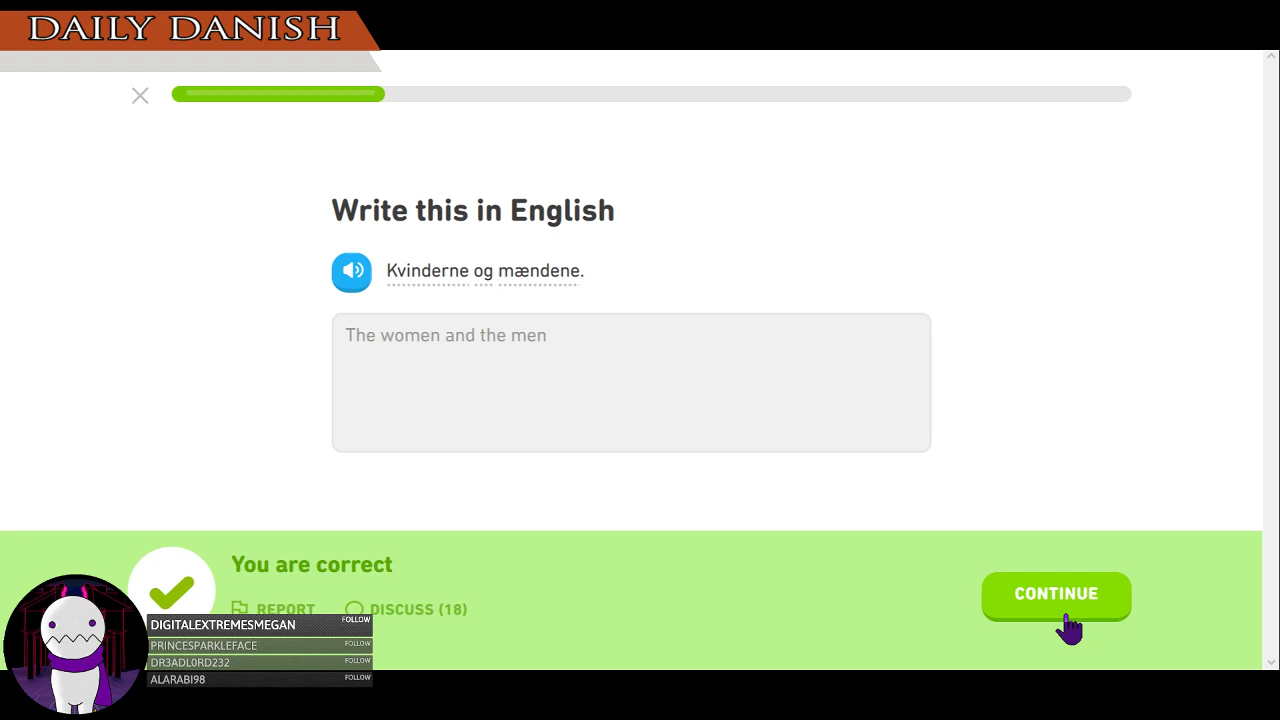 DAILY DANISH
Write this in English
Kvinderne og mændene.
The women and the men
You are correct
REPORT DISCUSS (18)
CONTINUE
DIGITALEXTREMESMEGAN FOLLOW
PRINCESPARKLEFACE FOLLOW
DR3ADL0RD232 FOLLOW
ALARABI98 FOLLOW